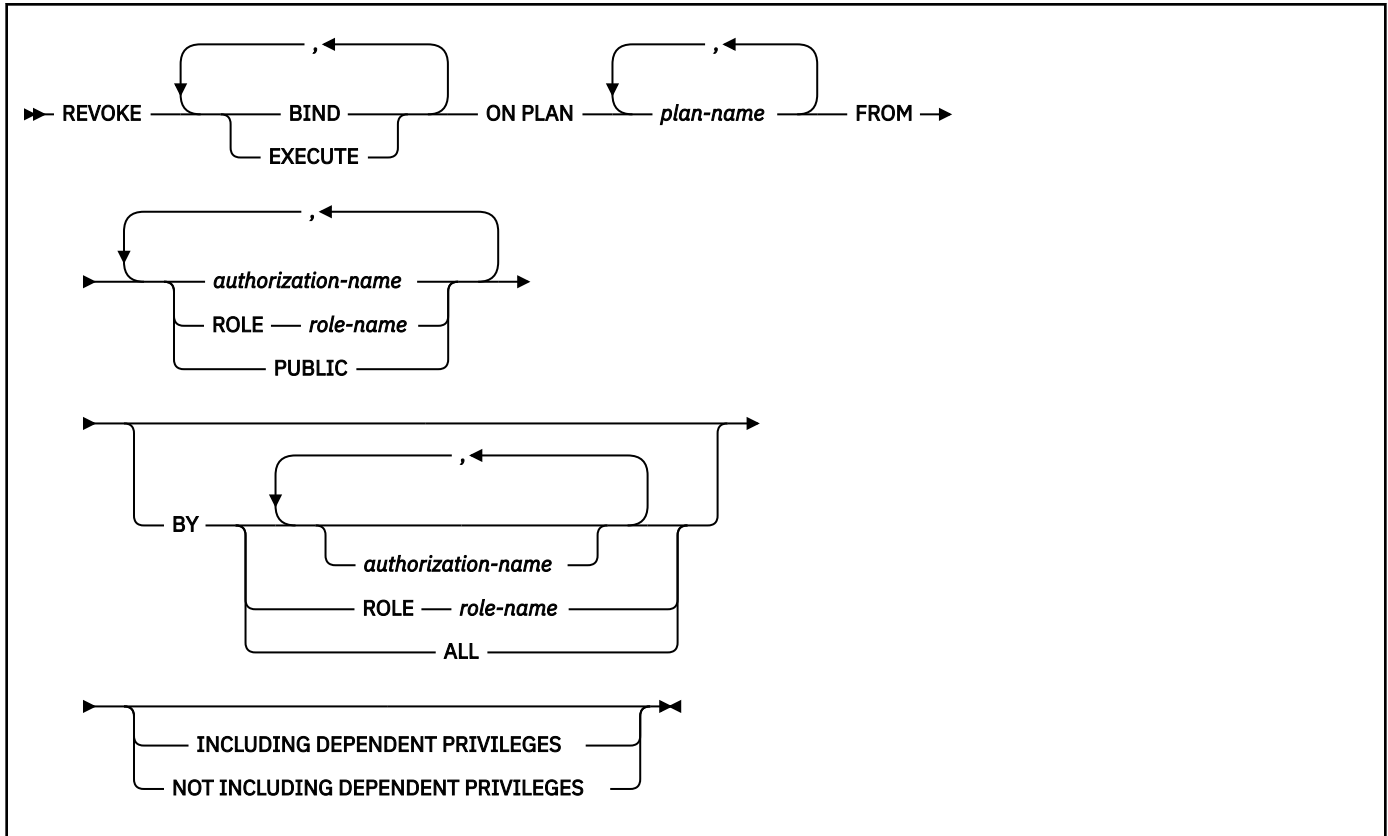 ,
,
REVOKE BIND ON PLAN plan-name FROM
EXECUTE
,
authorization-name
ROLE role-name
PUBLIC
,
BY
authorization-name
ROLE role-name
ALL
INCLUDING DEPENDENT PRIVILEGES
NOT INCLUDING DEPENDENT PRIVILEGES